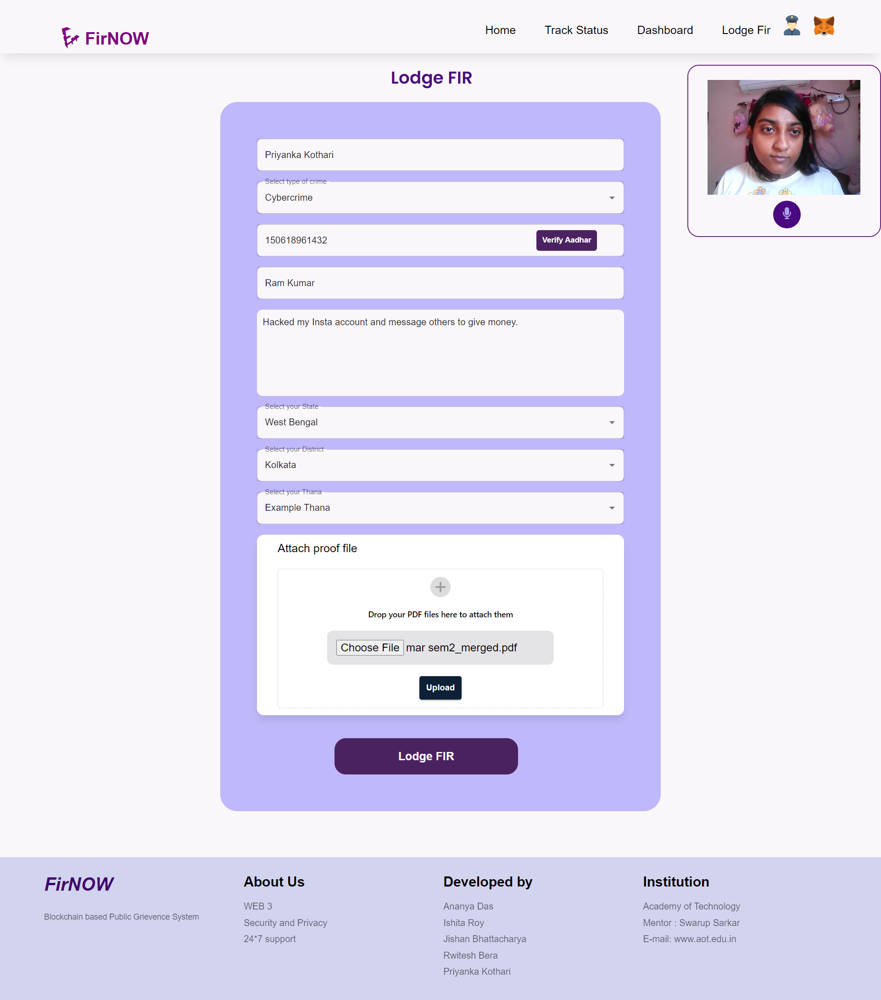 FirNOW
Home Track Status Dashboard Lodge Fir
Lodge FIR
Priyanka Kothari
Select type of crime
Cybercrime
150618961432 Verify Aadhar
Ram Kumar
Hacked my Insta account and message others to give money.
Select your State
West Bengal
Select your District
Kolkata
Select your Thana
Example Thana
Attach proof file
Drop your PDF files here to attach them
Choose File mar sem2_merged.pdf
Upload
Lodge FIR
FirNOW
Blockchain based Public Grievence System
About Us
WEB 3
Security and Privacy
24*7 support
Developed by
Ananya Das
Ishita Roy
Jishan Bhattacharya
Rwitesh Bera
Priyanka Kothari
Institution
Academy of Technology
Mentor : Swarup Sarkar
E-mail: www.aot.edu.in